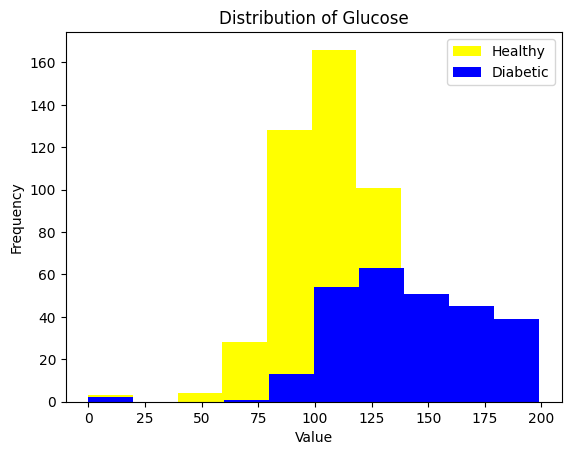 Distribution of Glucose
Healthy
Diabetic
160
140
120
100
80
60
40
20
0
Frequency
0 25 50 75 100 125 150 175 200
Value